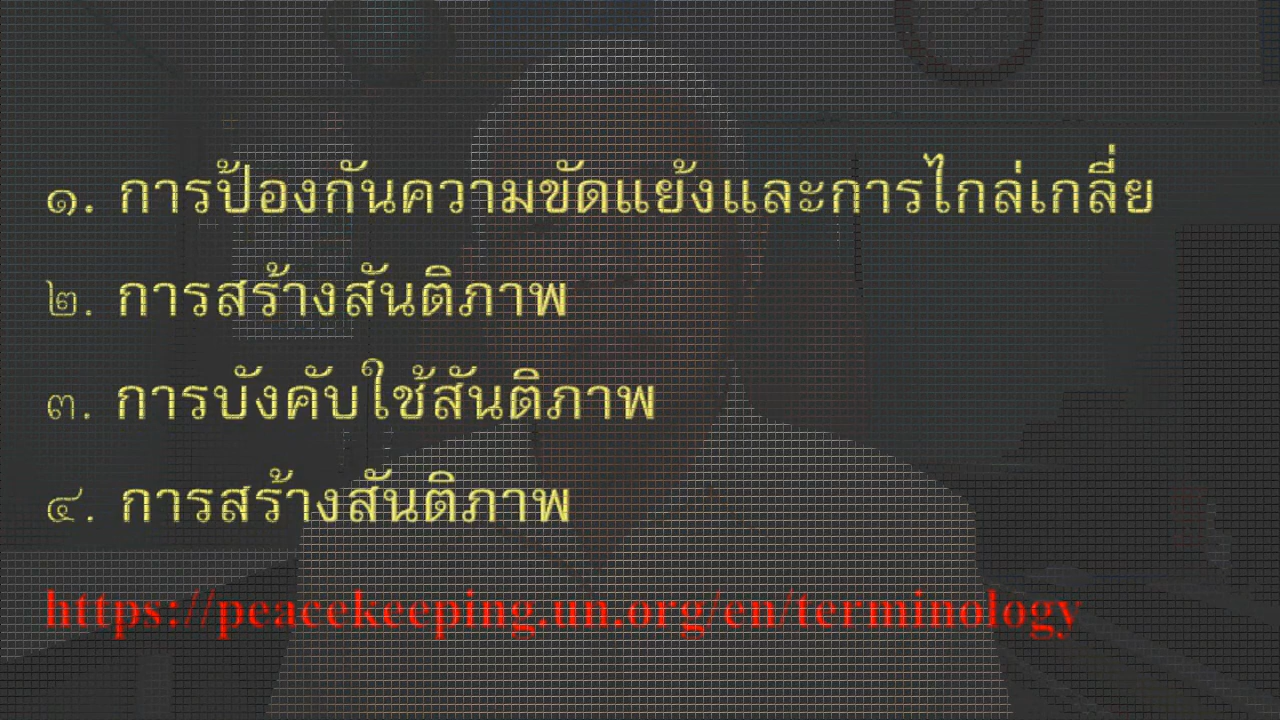 ๑. การป้องกันความขัดแย้งและการไกล่เกลี่ย
๒. การสร้างสันติภาพ
๓. การบังคับใช้สันติภาพ
๔. การสร้างสันติภาพ
https://peacekeeping.un.org/en/terminology